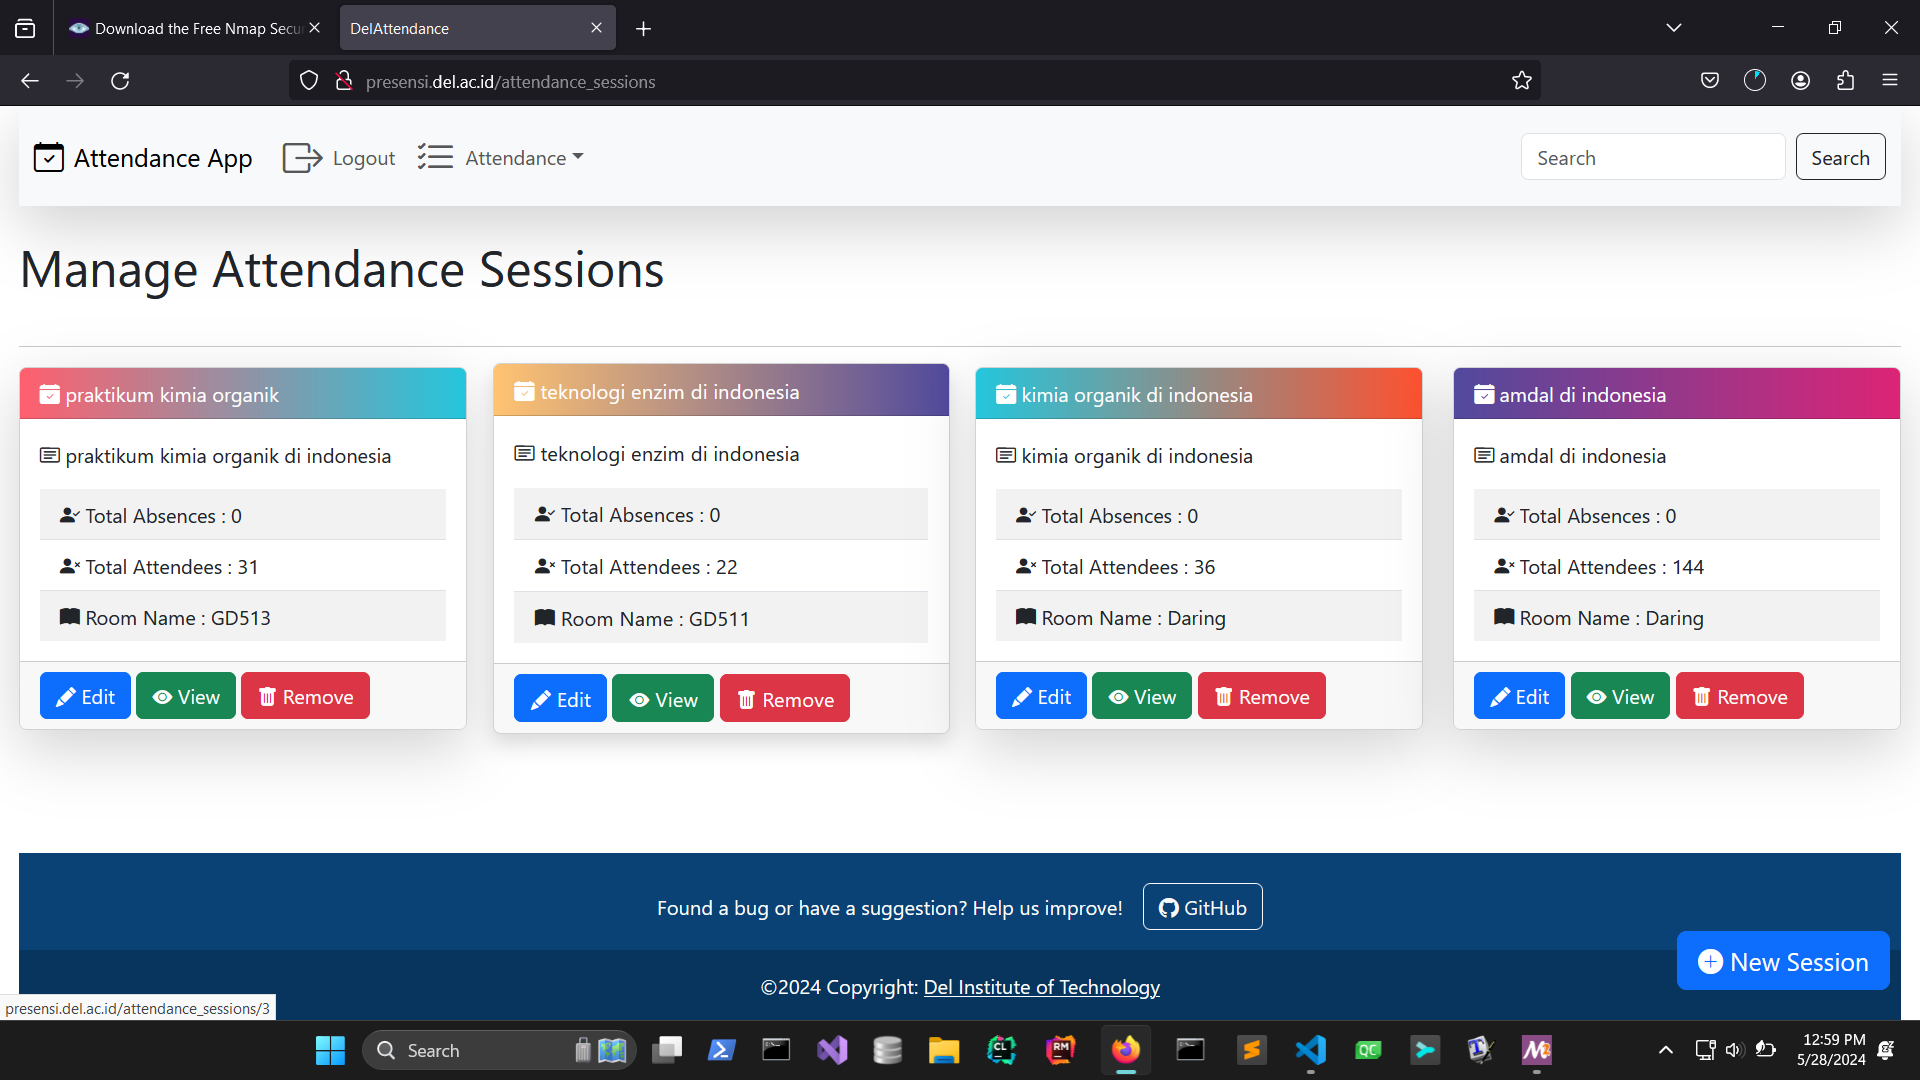 Download the Free Nmap Secu
DelAttendance
presensi.del.ac.id/attendance_sessions
Attendance App
Logout
Attendance
Search
Search
Manage Attendance Sessions
praktikum kimia organik
praktikum kimia organik di indonesia
Total Absences : 0
Total Attendees : 31
Room Name : GD513
Edit
View
Remove
teknologi enzim di indonesia
teknologi enzim di indonesia
Total Absences : 0
Total Attendees : 22
Room Name : GD511
Edit
View
Remove
kimia organik di indonesia
kimia organik di indonesia
Total Absences : 0
Total Attendees : 36
Room Name : Daring
Edit
View
Remove
amdal di indonesia
amdal di indonesia
Total Absences : 0
Total Attendees : 144
Room Name : Daring
Edit
View
Remove
Found a bug or have a suggestion? Help us improve!
GitHub
New Session
©2024 Copyright: Del Institute of Technology
presensi.del.ac.id/attendance_sessions/3
Search
CL
RM
QC
12:59 PM
5/28/2024